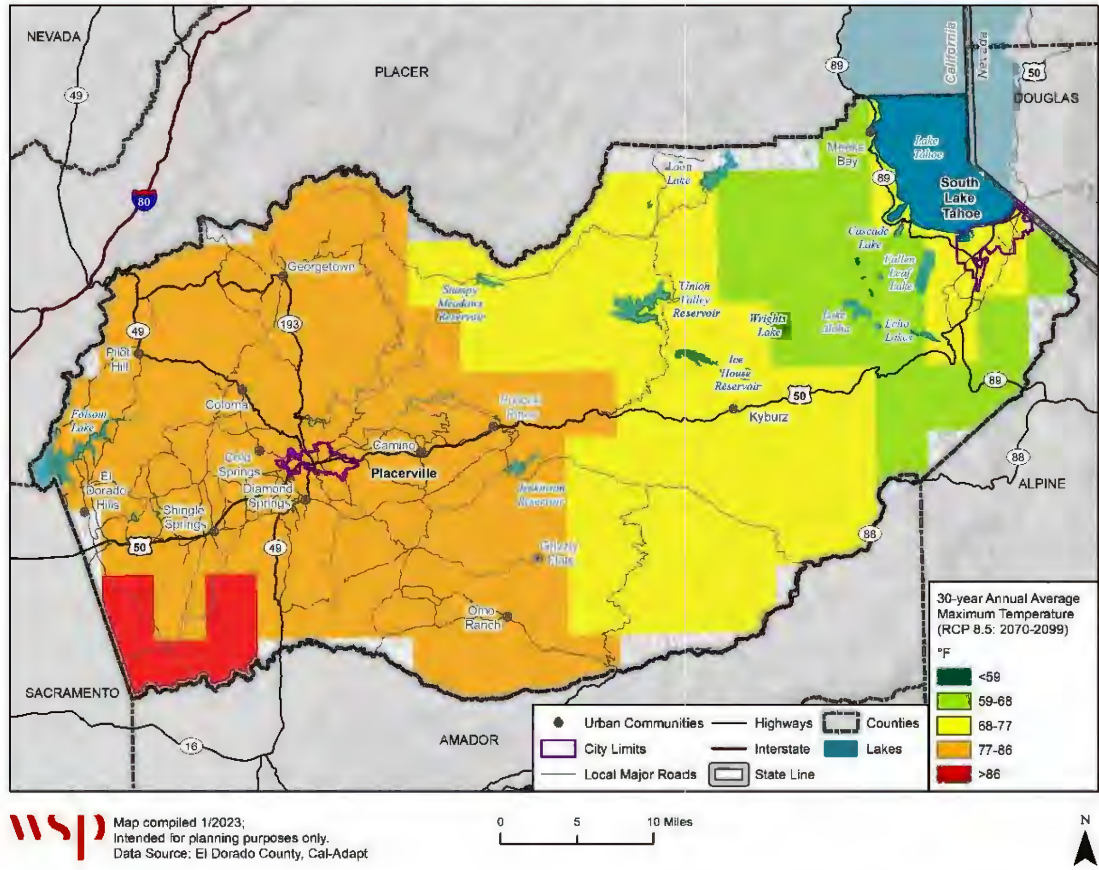 NEVADA
PLACER
DOUGLAS
California
Nevada
49
80
89
50
Meeks
Bay
Lake
Tahoe
89
South
Lake
Tahoe
Loon
Lake
Cascade
Lake
Fallen
Leaf
Lake
Georgetown
Stumpy
Meadows
Reservoir
Union
Valley
Reservoir
Wrights
Lake
Lake
Aloha
Echo
Lakes
193
49
Pilot
Hill
Ice
House
Reservoir
50
89
Coloma
Kyburz
Folsom
Lake
Camino
Placerville
88
El
Dorado
Hills
Diamond
Springs
Jenkinson
Reservoir
ALPINE
Shingle
Springs
50
49
88
Grizzly
Flats
Omo
Ranch
SACRAMENTO
AMADOR
16
30-year Annual Average
Maximum Temperature
(RCP 8.5: 2070-2099)
°F
<59
59-68
68-77
77-86
>86
Urban Communities
Highways
Counties
City Limits
Interstate
Lakes
Local Major Roads
State Line
wsp
Map compiled 1/2023;
Intended for planning purposes only.
Data Source: El Dorado County, Cal-Adapt
0 5 10 Miles
N